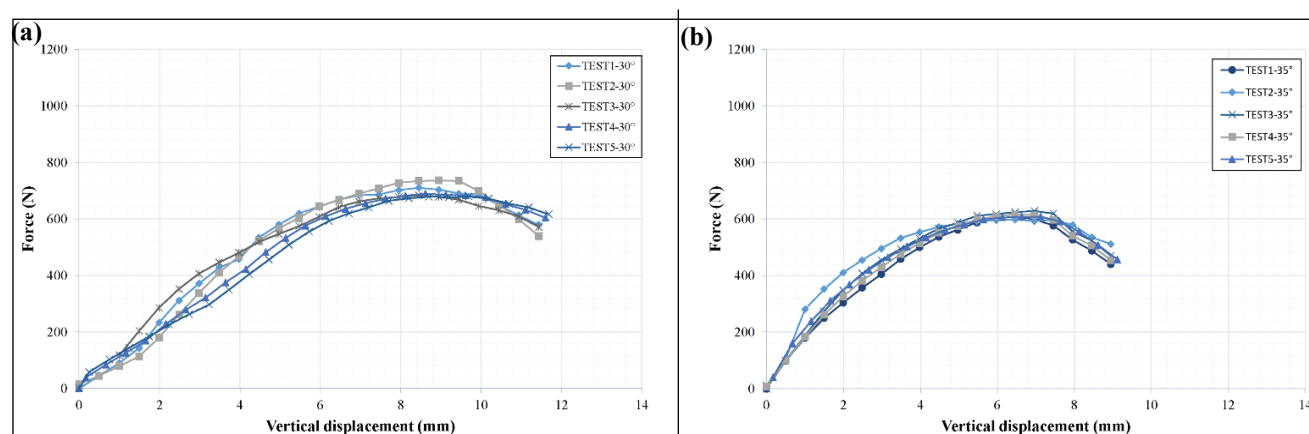 (a)
1200
1000
800
600
400
200
0
Force (N)
0 2 4 6 8 10 12 14
Vertical displacement (mm)
TEST1-30°
TEST2-30°
TEST3-30°
TEST4-30°
TEST5-30°
(b)
1200
1000
800
600
400
200
0
Force (N)
0 2 4 6 8 10 12 14
Vertical displacement (mm)
TEST1-35°
TEST2-35°
TEST3-35°
TEST4-35°
TEST5-35°